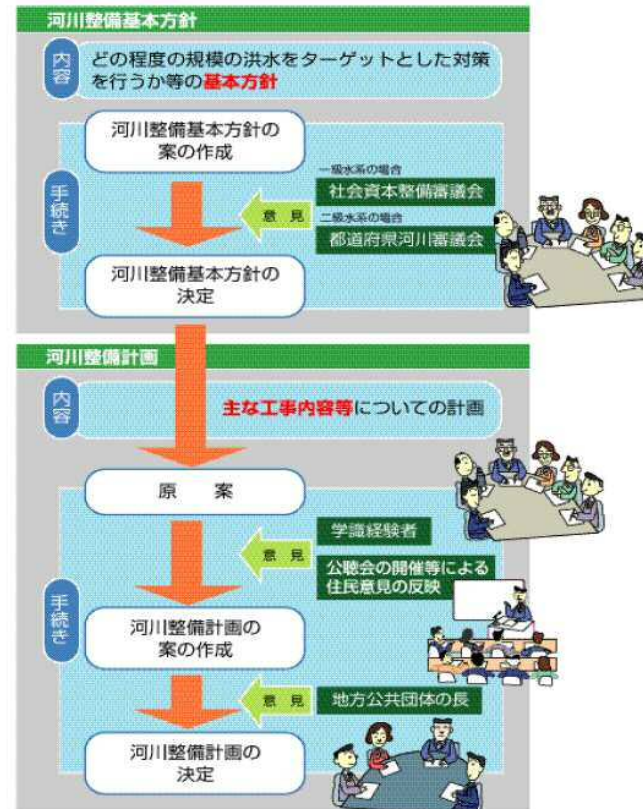 河川整備基本方針
内容
どの程度の規模の洪水をターゲットとした対策
を行うか等の基本方針
手続き
河川整備基本方針の
案の作成
一級水系の場合
社会資本整備審議会
意見
二級水系の場合
都道府県河川審議会
河川整備基本方針の
決定
河川整備計画
内容
主な工事内容等についての計画
手続き
原 案
学識経験者
意見
公聴会の開催等による
住民意見の反映
河川整備計画の
案の作成
意見
地方公共団体の長
河川整備計画の
決定